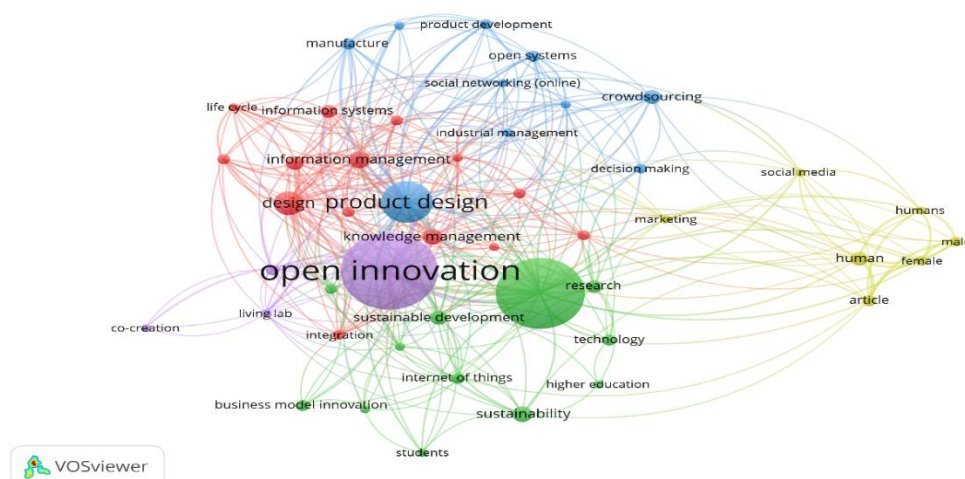 product development
manufacture
open systems
social networking (online)
crowdsourcing
life cycle
information systems
industrial management
information management
decision making
social media
design
product design
humans
marketing
knowledge management
male
human
female
open innovation
research
article
living lab
sustainable development
co-creation
integration
technology
internet of things
higher education
business model innovation
sustainability
students
VOSviewer